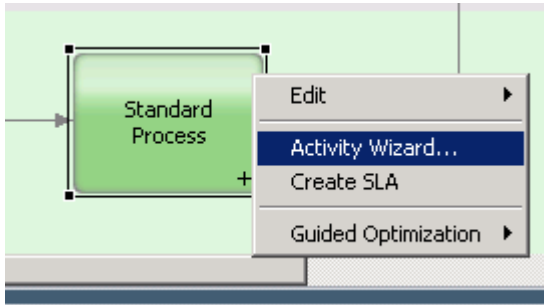 Standard
Process
+
Edit
Activity Wizard...
Create SLA
Guided Optimization